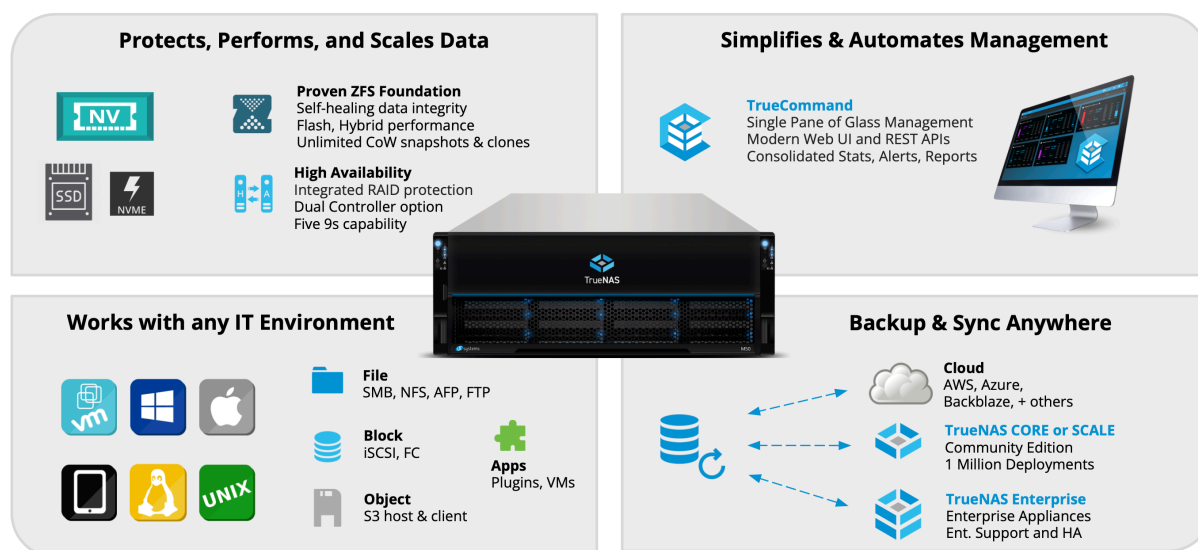 Protects, Performs, and Scales Data
NV
SSD
NVME
Proven ZFS Foundation
Self-healing data integrity
Flash, Hybrid performance
Unlimited CoW snapshots & clones
H A
High Availability
Integrated RAID protection
Dual Controller option
Five 9s capability
Simplifies & Automates Management
TrueCommand
Single Pane of Glass Management
Modern Web UI and REST APIs
Consolidated Stats, Alerts, Reports
TrueNAS
systems
M50
Works with any IT Environment
vm
UNIX
File
SMB, NFS, AFP, FTP
Block
iSCSI, FC
Object
S3 host & client
Apps
Plugins, VMs
Backup & Sync Anywhere
Cloud
AWS, Azure,
Backblaze, + others
TrueNAS CORE or SCALE
Community Edition
1 Million Deployments
TrueNAS Enterprise
Enterprise Appliances
Ent. Support and HA